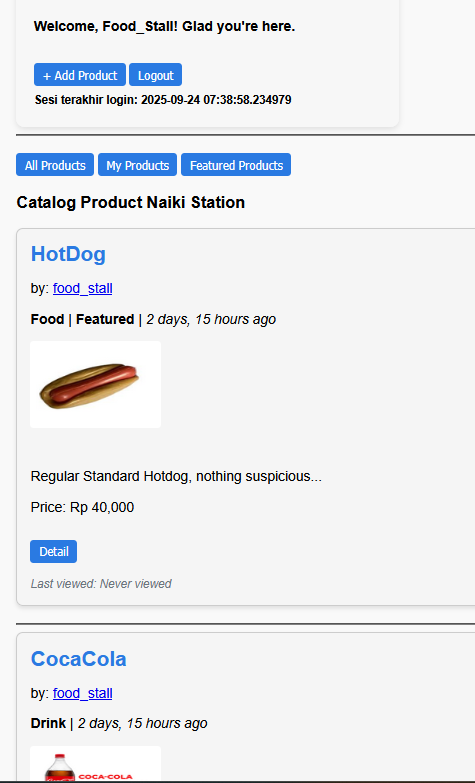 Welcome, Food_Stall! Glad you're here.
+ Add Product Logout
Sesi terakhir login: 2025-09-24 07:38:58.234979
All Products My Products Featured Products
Catalog Product Naiki Station
HotDog
by: food_stall
Food | Featured | 2 days, 15 hours ago
Regular Standard Hotdog, nothing suspicious...
Price: Rp 40,000
Detail
Last viewed: Never viewed
CocaCola
by: food_stall
Drink | 2 days, 15 hours ago
COCA-COLA